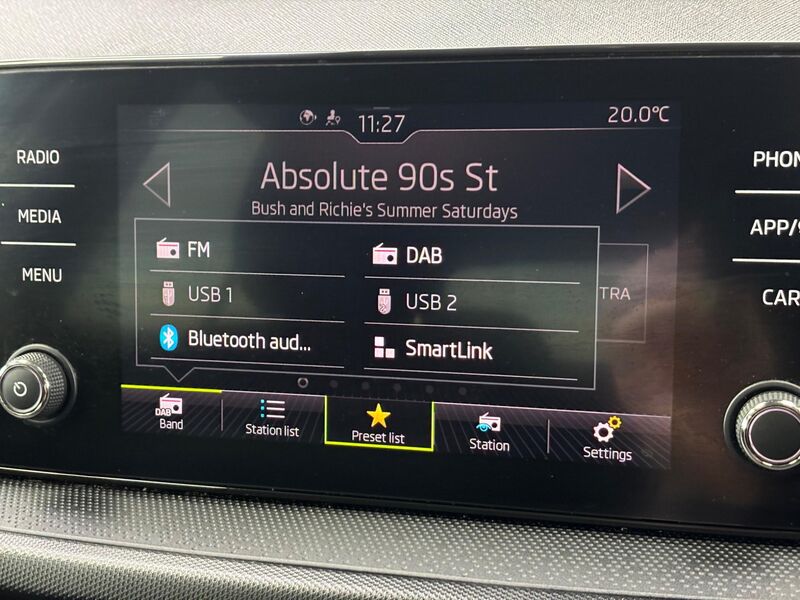 11:27
20.0°C
RADIO
MEDIA
MENU
Absolute 90s St
Bush and Richie's Summer Saturdays
FM
DAB
USB 1
USB 2
Bluetooth aud...
SmartLink
TRA
DAB
Band
Station list
Preset list
Station
Settings
PHON
APP/
CAR